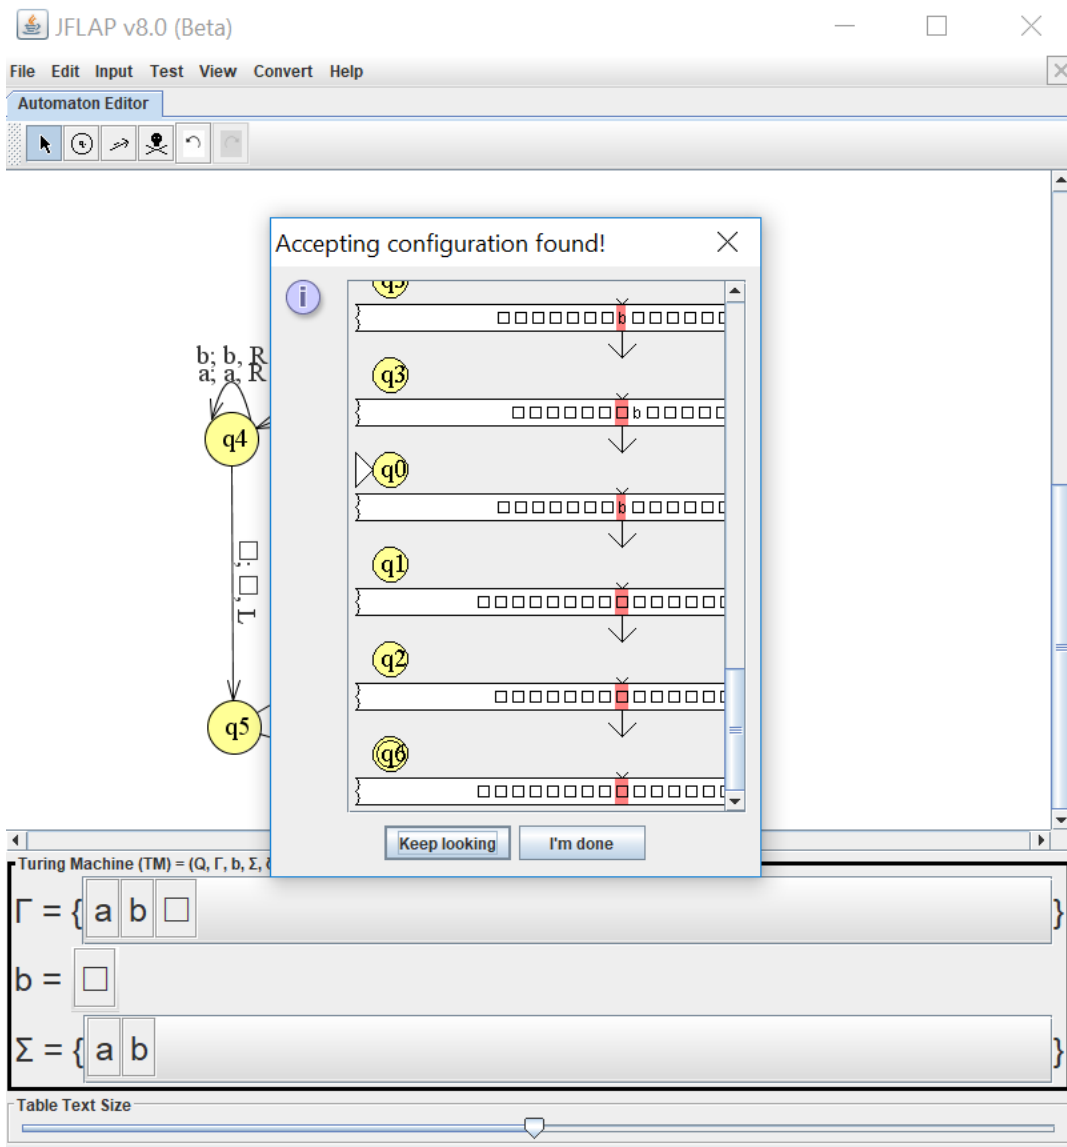 JFLAP v8.0 (Beta)
File Edit Input Test View Convert Help
Automaton Editor
Accepting configuration found!
i
b
q3
b
q0
b
q1
q2
q6
b; b, R
a; a, R
q4
□; □, L
q5
Keep looking
I'm done
Turing Machine (TM) = (Q, Γ, b, Σ,
Γ = { a b □ }
b = □
Σ = { a b }
Table Text Size